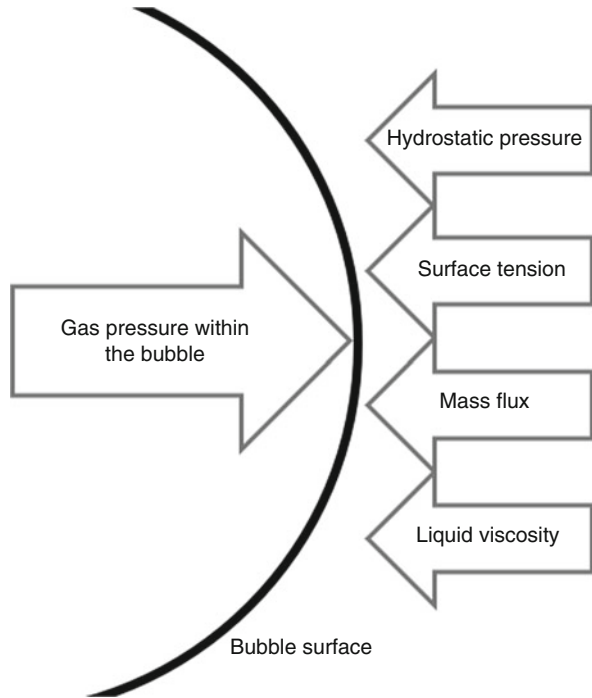 Hydrostatic pressure
Surface tension
Gas pressure within
the bubble
Mass flux
Liquid viscosity
Bubble surface